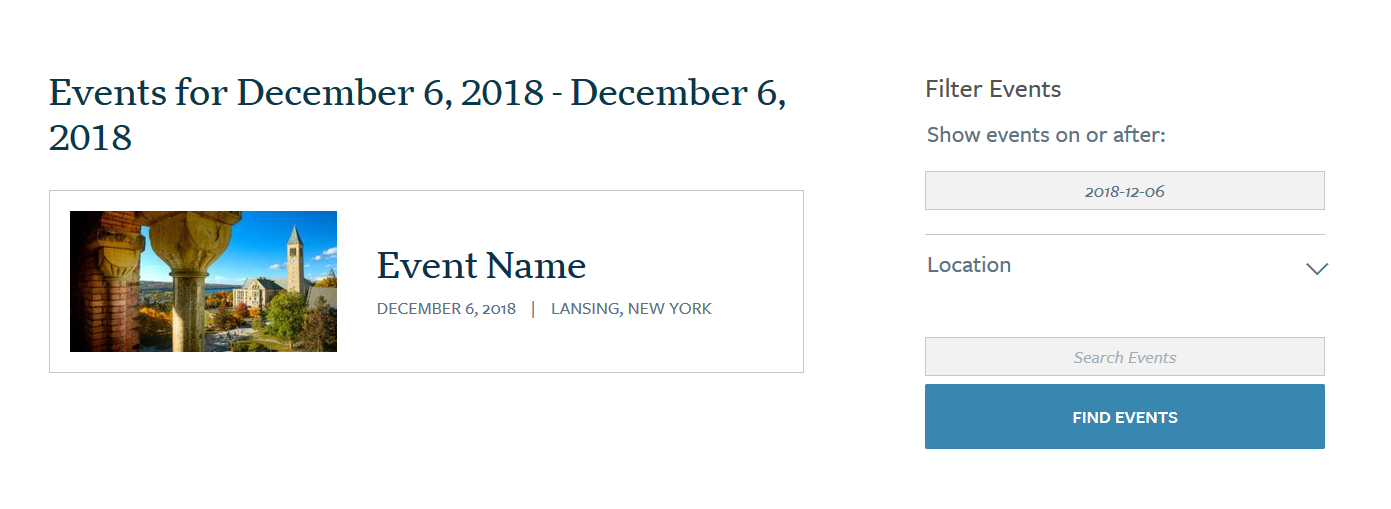 Events for December 6, 2018 - December 6,
2018
Event Name
DECEMBER 6, 2018 | LANSING, NEW YORK
Filter Events
Show events on or after:
2018-12-06
Location
Search Events
FIND EVENTS